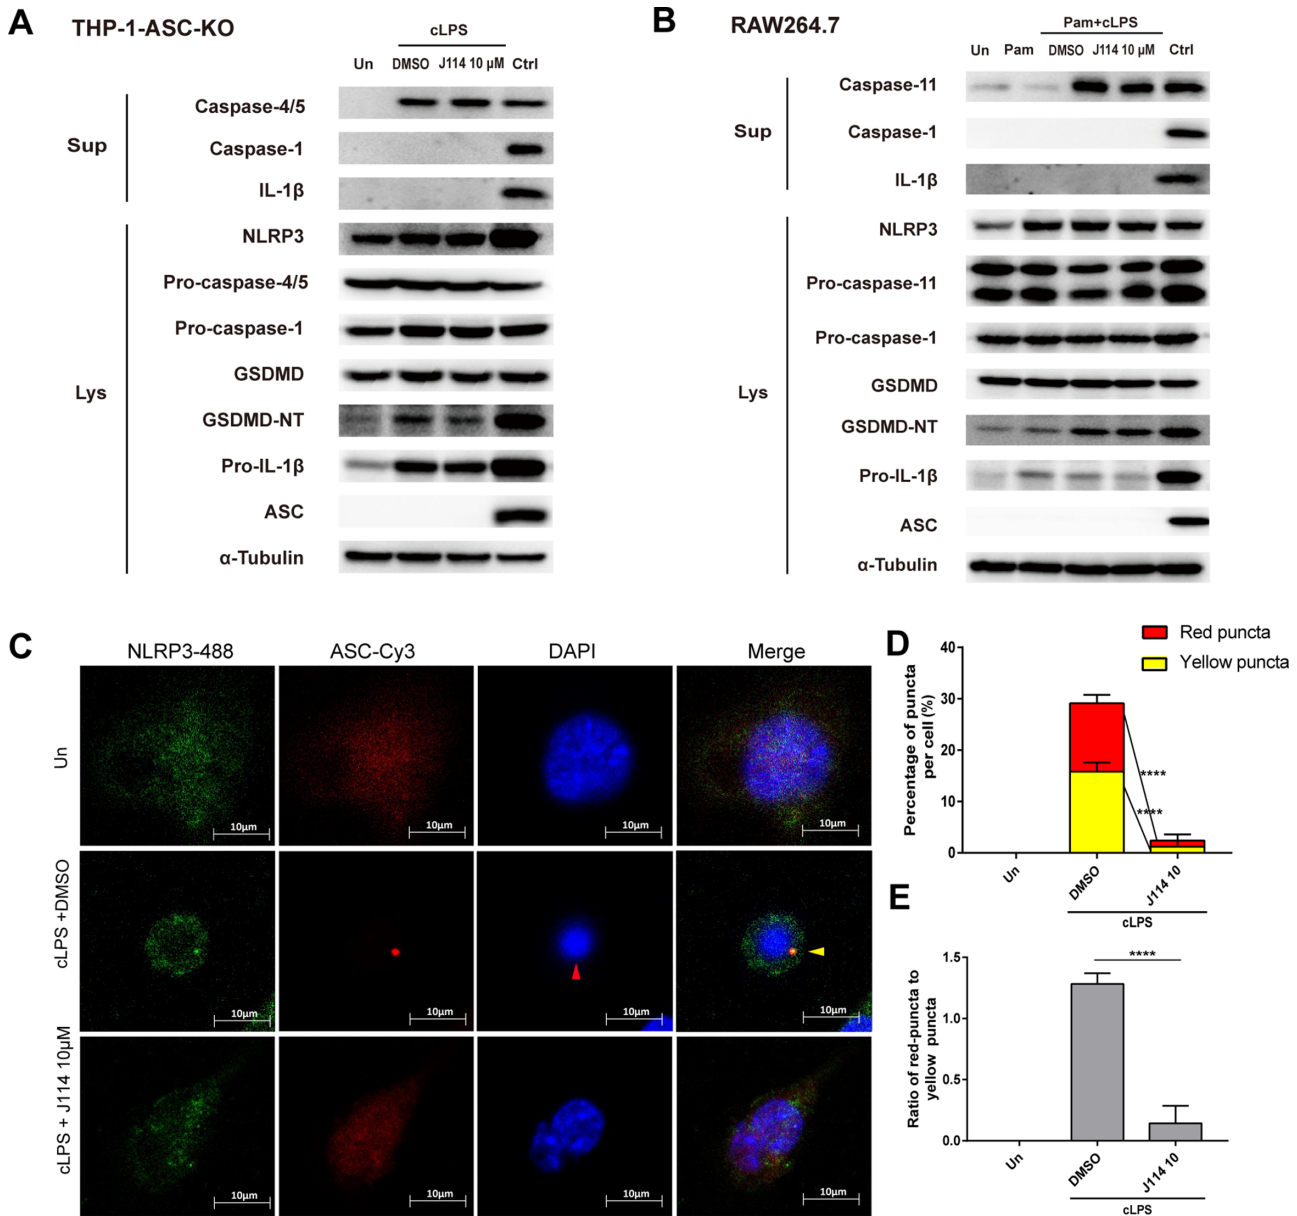 A THP-1-ASC-KO
cLPS
Un DMSO J114 10 μM Ctrl
Sup
Caspase-4/5
Caspase-1
IL-1β
Lys
NLRP3
Pro-caspase-4/5
Pro-caspase-1
GSDMD
GSDMD-NT
Pro-IL-1β
ASC
α-Tubulin
B RAW264.7
Pam+cLPS
Un Pam DMSO J114 10 μM Ctrl
Sup
Caspase-11
Caspase-1
IL-1β
Lys
NLRP3
Pro-caspase-11
Pro-caspase-1
GSDMD
GSDMD-NT
Pro-IL-1β
ASC
α-Tubulin
C
NLRP3-488 ASC-Cy3 DAPI Merge
Un
10μm 10μm 10μm 10μm
cLPS +DMSO
10μm 10μm 10μm 10μm
cLPS + J114 10μM
10μm 10μm 10μm 10μm
D
Red puncta
Yellow puncta
Percentage of puncta
per cell (%)
40
30
20
10
0
****
****
Un DMSO J114 10
cLPS
E
Ratio of red-puncta to
yellow puncta
1.5
1.0
0.5
0.0
****
Un DMSO J114 10
cLPS